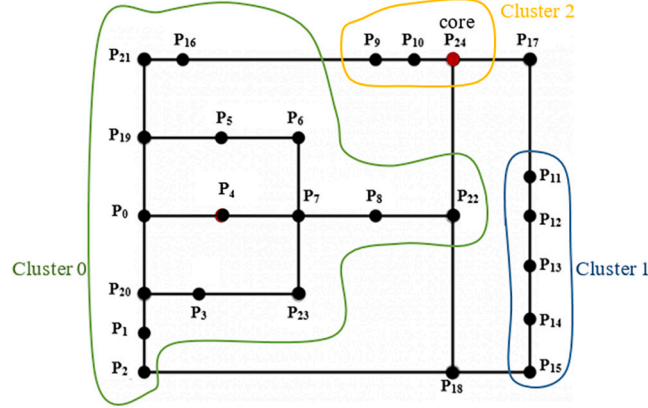 Cluster 2
core
P21 P16 P9 P10 P24 P17
P19 P5 P6
P11
P0 P4 P7 P8 P22 P12
Cluster 0 Cluster 1
P13
P20 P3 P23
P1 P14
P2 P18 P15